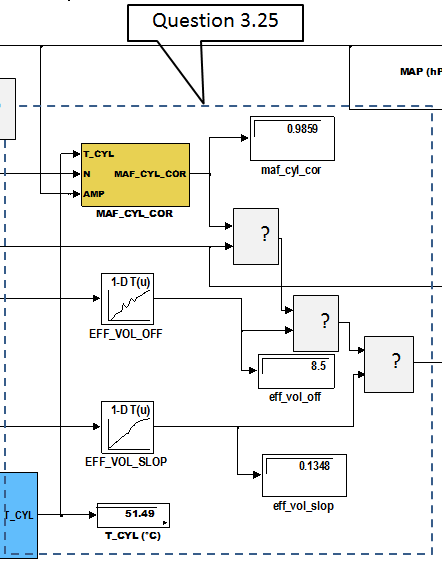 Question 3.25
MAP (hP
0.9859
maf_cyl_cor
T_CYL
N MAF_CYL_COR
AMP
MAF_CYL_COR
?
1-D T(u)
EFF_VOL_OFF
?
?
8.5
eff_vol_off
1-D T(u)
EFF_VOL_SLOP
0.1348
eff_vol_slop
T_CYL
51.49
T_CYL (°C)